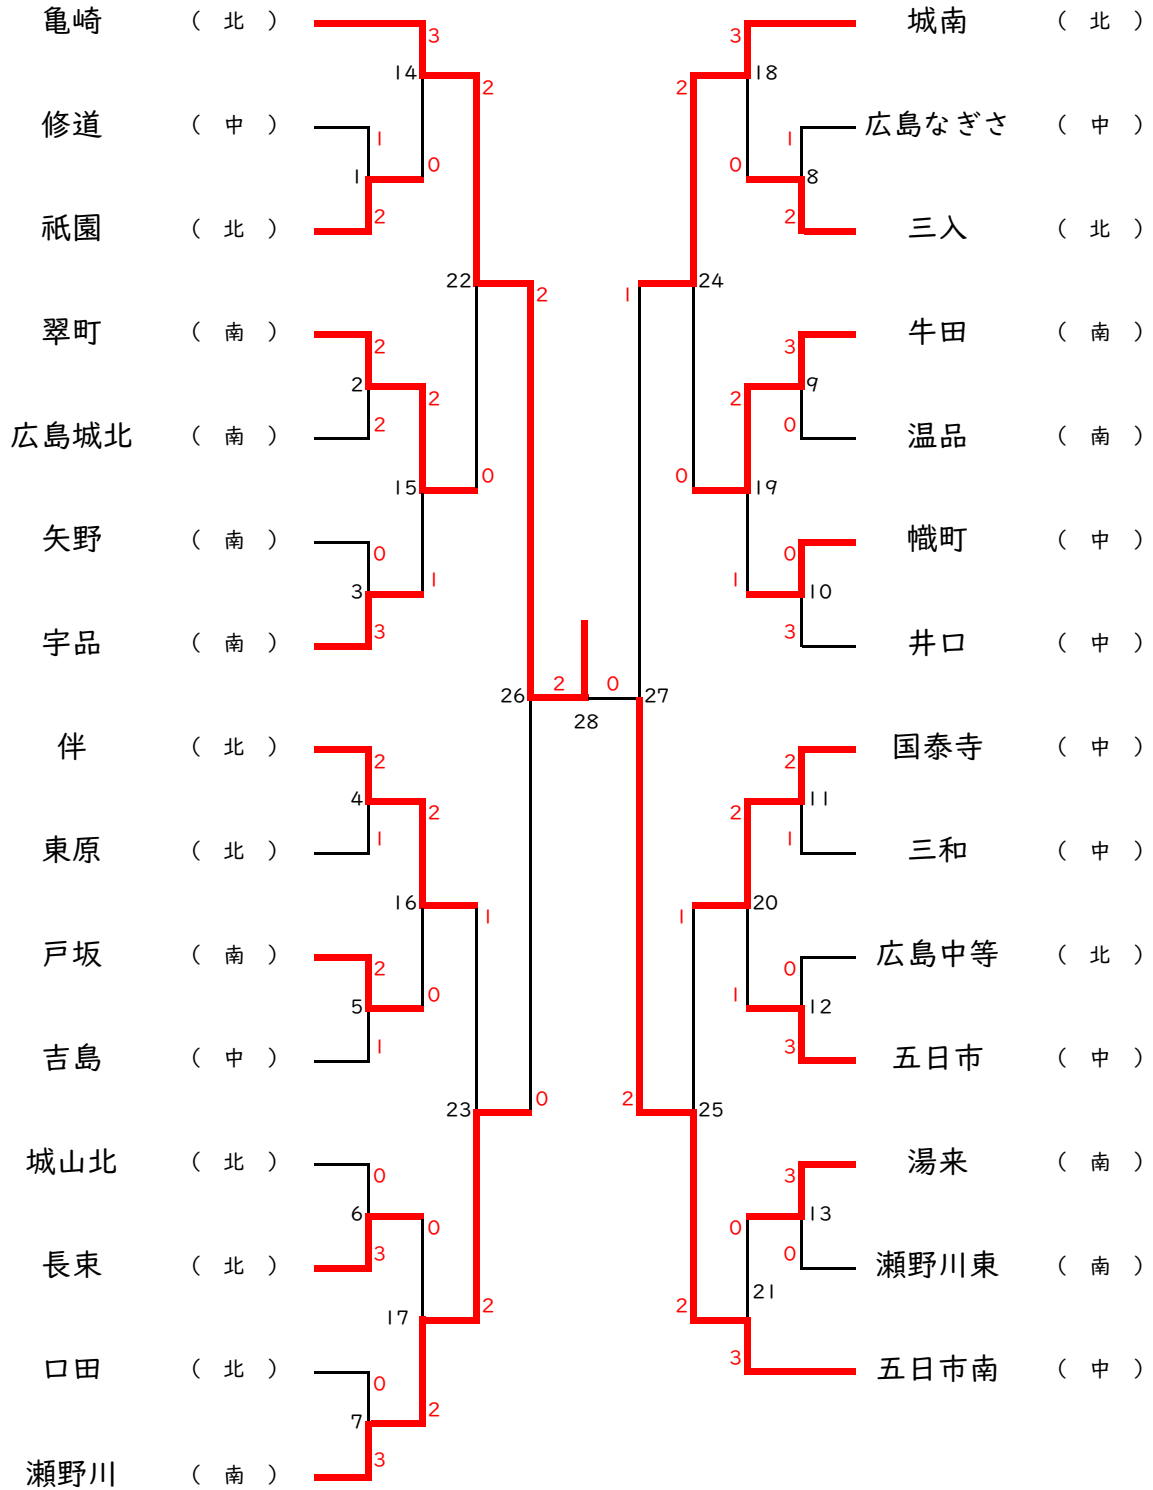 亀崎 ( 北 ) 3 3 城南 ( 北 )
14 2 2 18
修道 ( 中 ) 1 1 広島なぎさ ( 中 )
1 0 0 8
祇園 ( 北 ) 2 2 三入 ( 北 )
22 2 1 24
翠町 ( 南 ) 2 3 牛田 ( 南 )
2 2 2 9
広島城北 ( 南 ) 2 0 温品 ( 南 )
15 0 0 19
矢野 ( 南 ) 0 0 幟町 ( 中 )
3 1 1 10
宇品 ( 南 ) 3 3 井口 ( 中 )
26 2 0 27
28
伴 ( 北 ) 2 2 国泰寺 ( 中 )
4 2 2 11
東原 ( 北 ) 1 1 三和 ( 中 )
16 1 1 20
戸坂 ( 南 ) 2 0 広島中等 ( 北 )
5 0 1 12
吉島 ( 中 ) 1 3 五日市 ( 中 )
23 0 2 25
城山北 ( 北 ) 0 3 湯来 ( 南 )
6 0 0 13
長束 ( 北 ) 3 0 瀬野川東 ( 南 )
17 2 2 21
口田 ( 北 ) 0 3 五日市南 ( 中 )
7 2
瀬野川 ( 南 ) 3